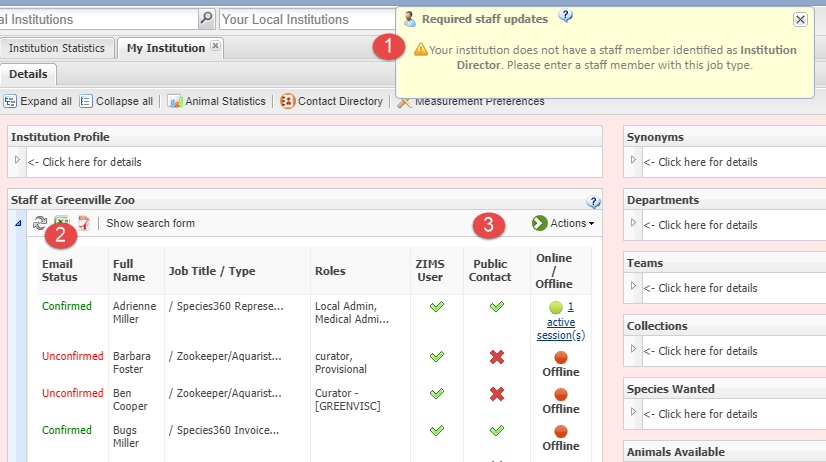 al Institutions
Your Local Institutions
Required staff updates
1
Your institution does not have a staff member identified as Institution
Director. Please enter a staff member with this job type.
Institution Statistics
My Institution
Details
Expand all
Collapse all
Animal Statistics
Contact Directory
Measurement Preferences
Institution Profile
<- Click here for details
Staff at Greenville Zoo
2
Show search form
3
Actions
Email
Status
Full
Name
Job Title / Type
Roles
ZIMS
User
Public
Contact
Online
/
Offline
Confirmed
Adrienne
Miller
/ Species360 Represe...
Local Admin,
Medical Admi...
1
active
session(s)
Unconfirmed
Barbara
Foster
/ Zookeeper/Aquarist...
curator,
Provisional
Offline
Unconfirmed
Ben
Cooper
/ Zookeeper/Aquarist...
Curator -
[GREENVISC]
Offline
Confirmed
Bugs
Miller
/ Species360 Invoice...
Offline
Synonyms
<- Click here for details
Departments
<- Click here for details
Teams
<- Click here for details
Collections
<- Click here for details
Species Wanted
<- Click here for details
Animals Available